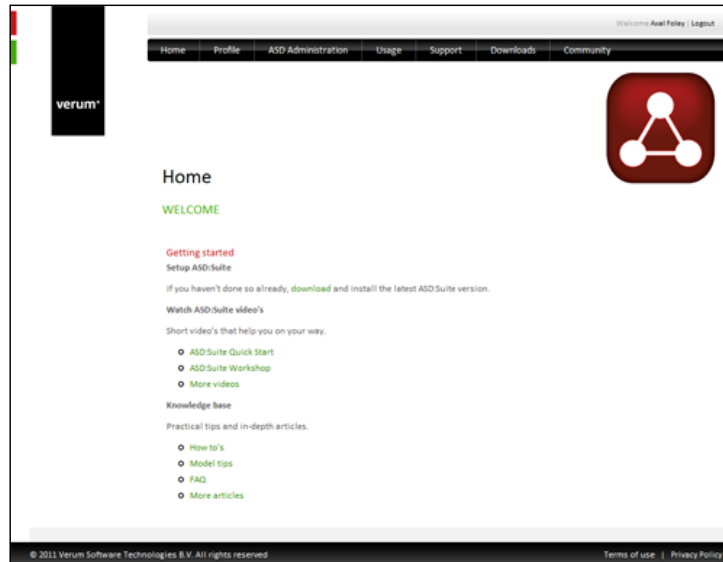 Welcome Axel Foley | Logout
Home Profile ASD Administration Usage Support Downloads Community
verum®
Home
WELCOME
Getting started
Setup ASD:Suite
If you haven't done so already, download and install the latest ASD:Suite version.
Watch ASD:Suite video's
Short video's that help you on your way.
ASD:Suite Quick Start
ASD:Suite Workshop
More videos
Knowledge base
Practical tips and in-depth articles.
How to's
Model tips
FAQ
More articles
© 2011 Verum Software Technologies B.V. All rights reserved
Terms of use | Privacy Policy